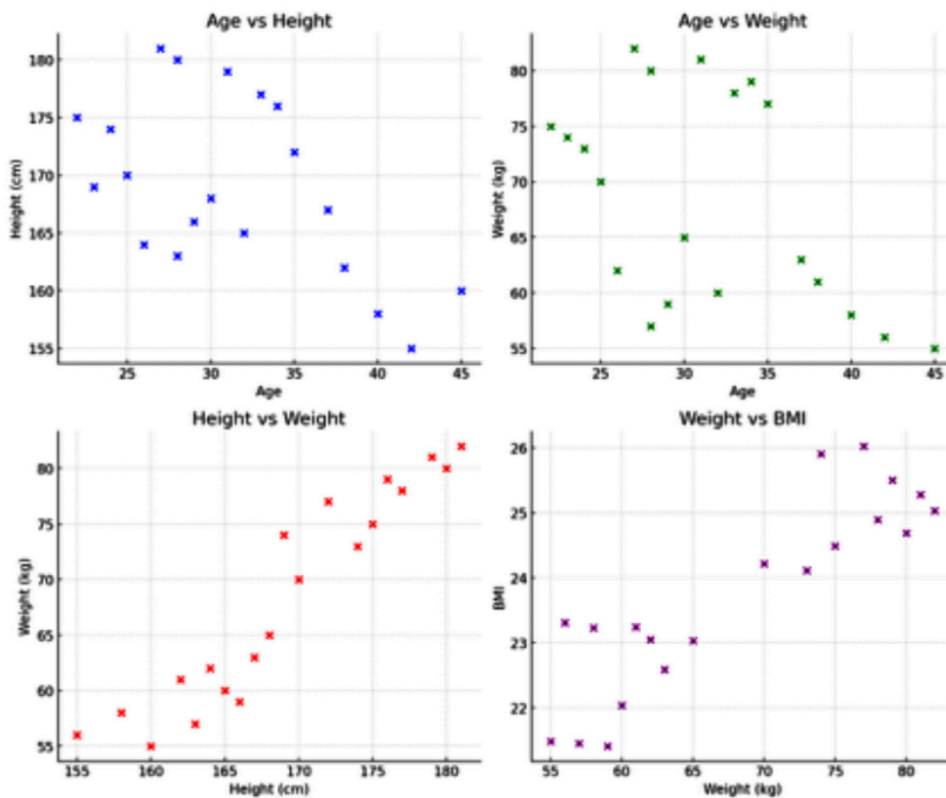 Age vs Height
Height (cm)
180
175
170
165
160
155
25 30 35 40 45
Age
Age vs Weight
Weight (kg)
80
75
70
65
60
55
25 30 35 40 45
Age
Height vs Weight
Weight (kg)
80
75
70
65
60
55
155 160 165 170 175 180
Height (cm)
Weight vs BMI
BMI
26
25
24
23
22
55 60 65 70 75 80
Weight (kg)